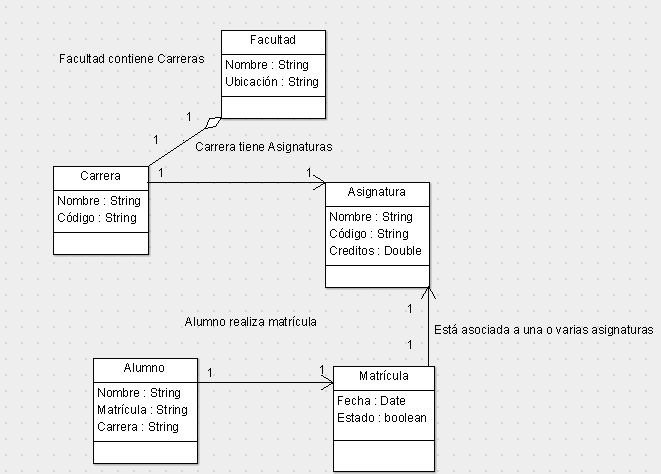 Facultad
Nombre : String
Ubicación : String
Facultad contiene Carreras
1
1
Carrera tiene Asignaturas
Carrera
Nombre : String
Código : String
1
1
Asignatura
Nombre : String
Código : String
Creditos : Double
1
Está asociada a una o varias asignaturas
1
Alumno realiza matrícula
Alumno
Nombre : String
Matrícula : String
Carrera : String
1
1
Matrícula
Fecha : Date
Estado : boolean